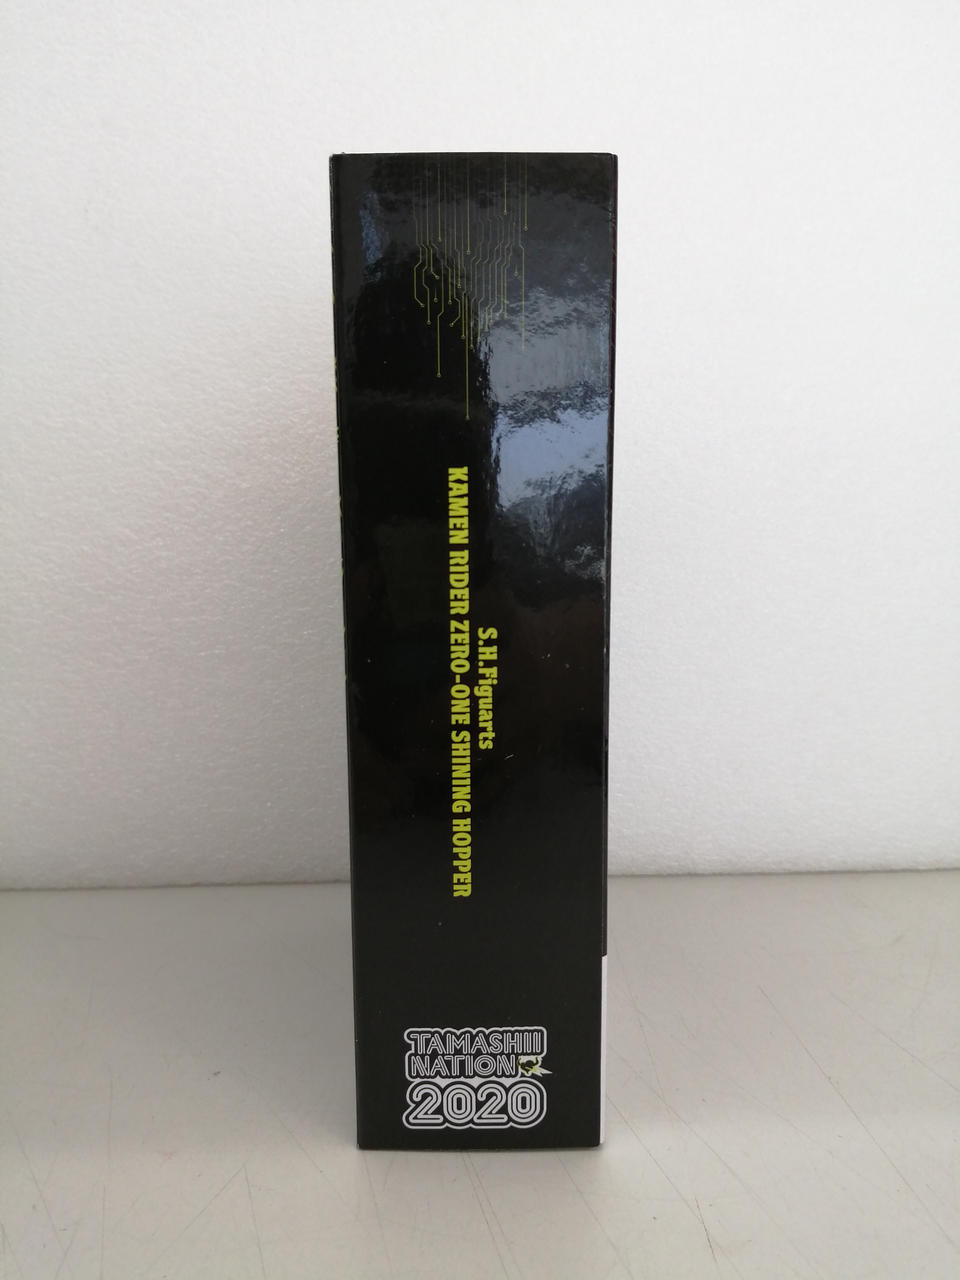 S.H.Figuarts
KAMEN RIDER ZERO-ONE SHINING HOPPER
TAMASHII
NATION
2020